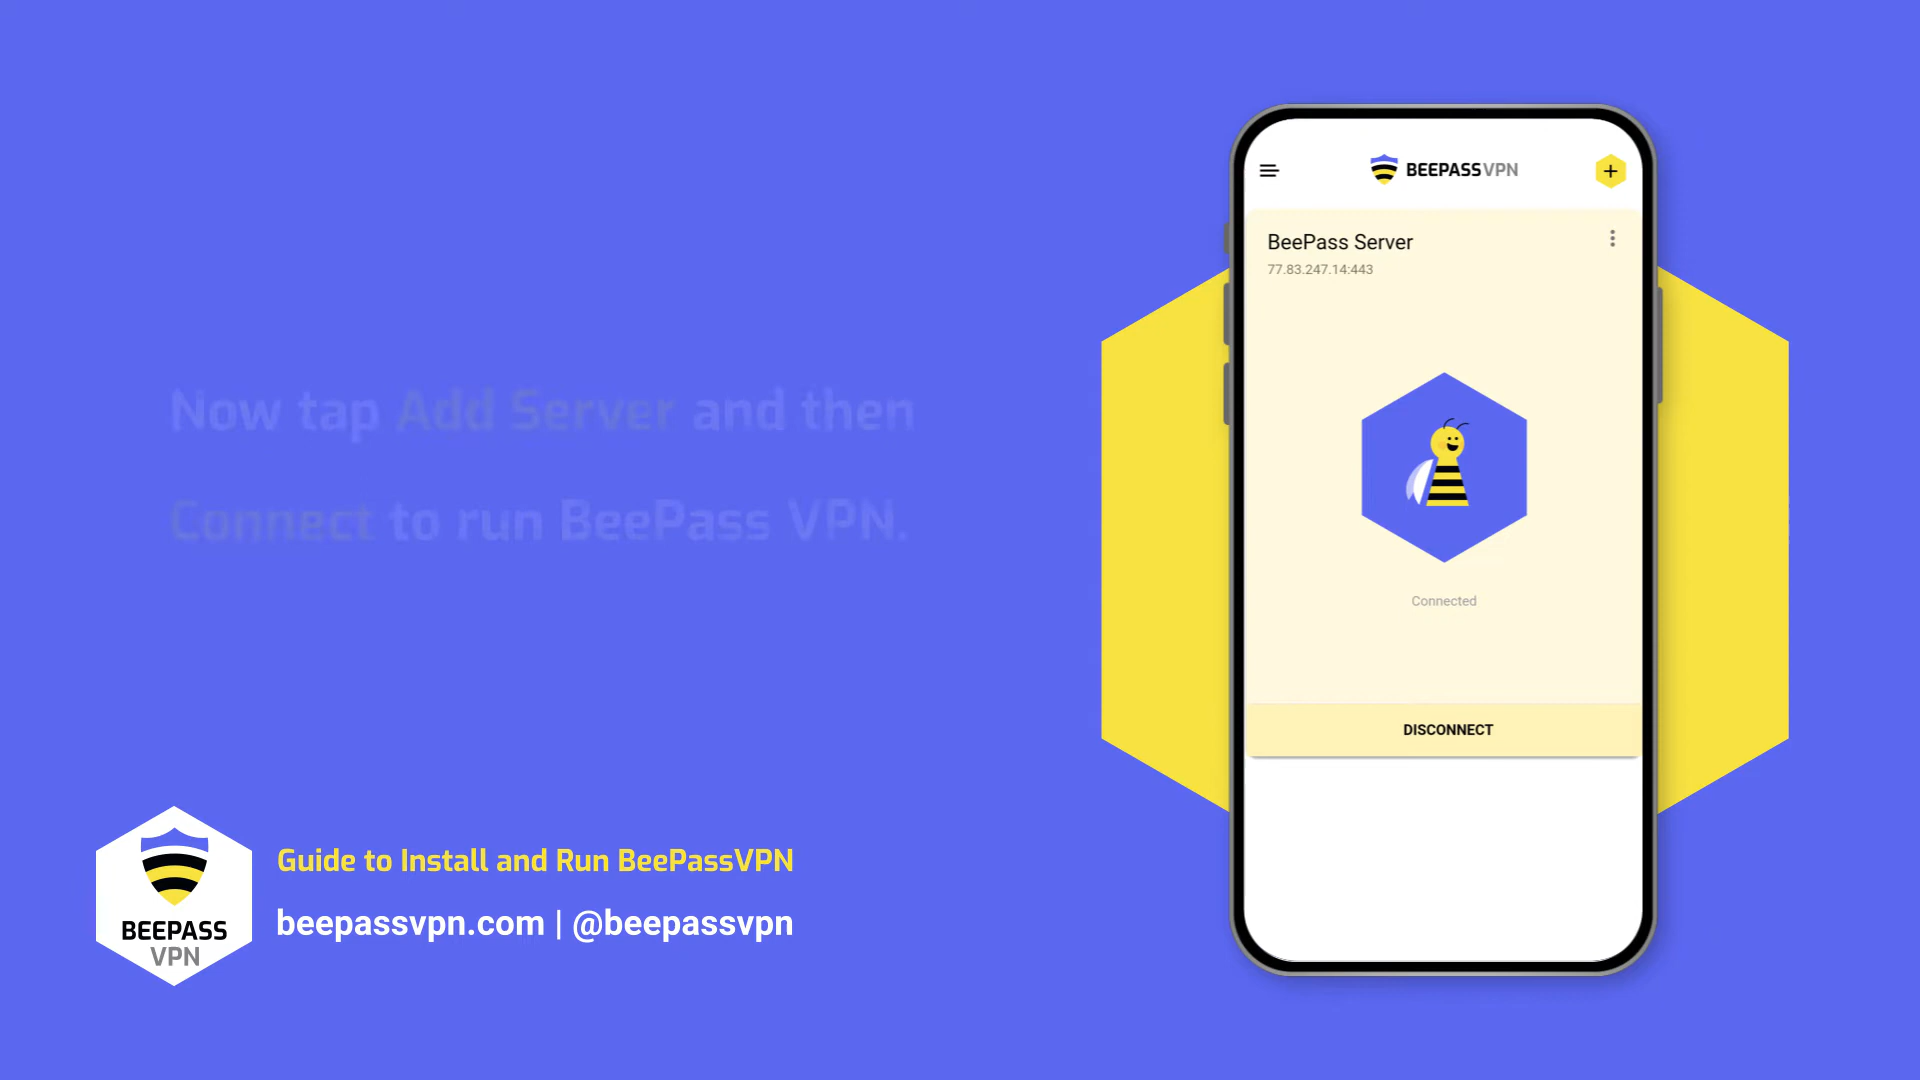 Now tap Add Server and then
Connect to run BeePass VPN.
BEEPASS
VPN
Guide to Install and Run BeePassVPN
beepassvpn.com | @beepassvpn
BEEPASSVPN
+
BeePass Server
77.83.247.14:443
Connected
DISCONNECT